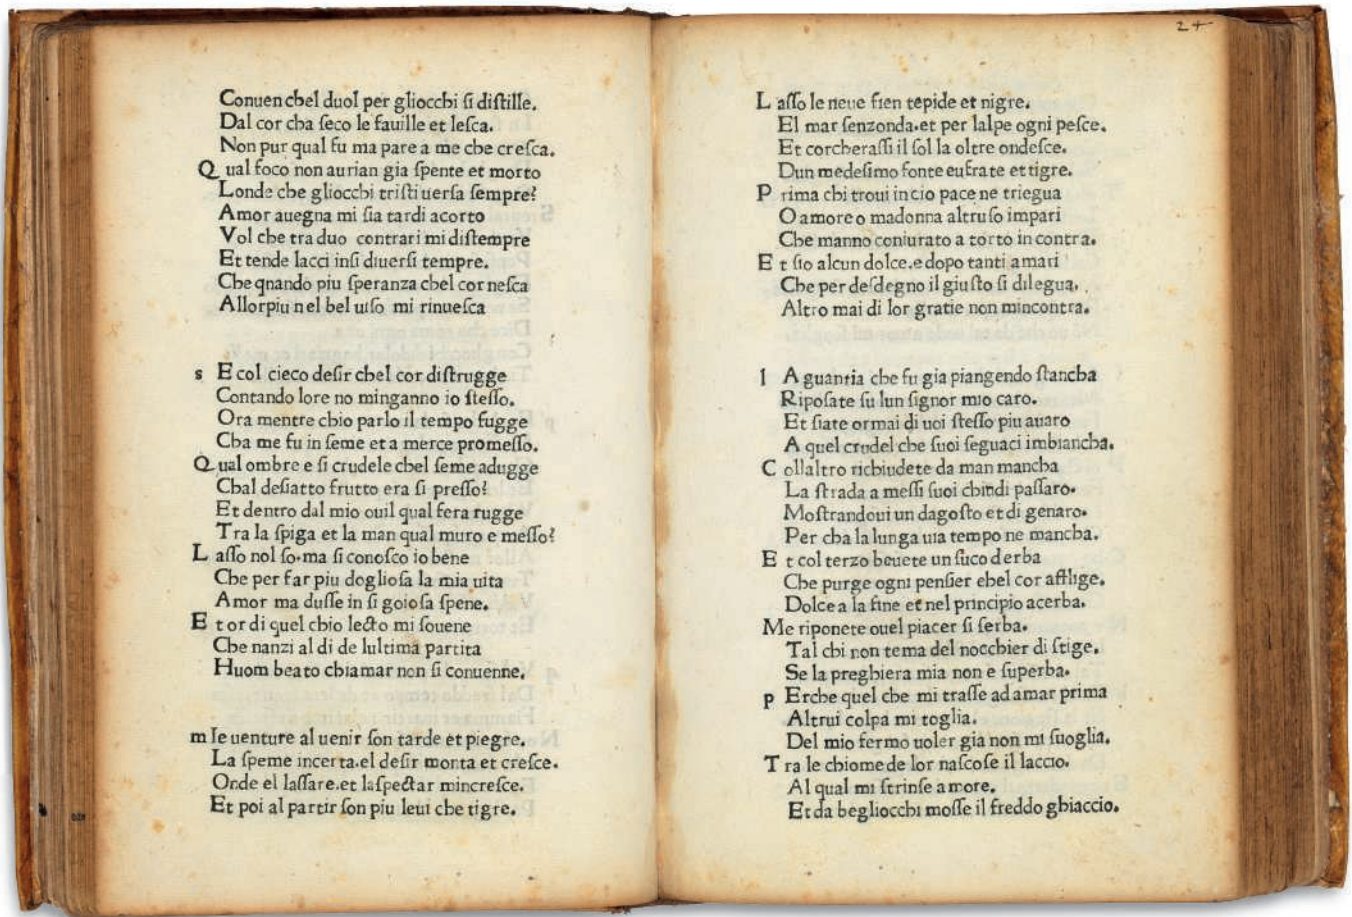 Conuen chel duol per gliocchi si distille.
Dal cor cha seco le fauille et lesca.
Non pur qual fu ma pare a me che cresca.
Q ual foco non aurian gia spente et morto
Londe che gliocchi tristi uersa sempre?
Amor auegna mi sia tardi acorto
Vol che tra duo contrari mi distempre
Et tende lacci insi diuersi tempre.
Che qnando piu speranza chel cor nesca
Allorpiu nel bel uiso mi rinuesca
s E col cieco desir chel cor distrugge
Contando lore no minganno io stesso.
Ora mentre chio parlo il tempo fugge
Cha me fu in seme et a merce promesso.
Q ual ombre e si crudele chel seme adugge
Chal desiatto frutto era si presso?
Et dentro dal mio ouil qual fera rugge
Tra la spiga et la man qual muro e messo?
L asso nol so.ma si conosco io bene
Che per far piu dogliosa la mia uita
Amor ma dusse in si goiosa spene.
E t or di quel chio lecto mi souene
Che nanzi al di de lultima partita
Huom beato chiamar non si conuenne.
m Ie uenture al uenir son tarde et piegre.
La speme incerta.el desir monta et cresce.
Onde el lassare.et laspectar mincresce.
Et poi al partir son piu leui che tigre.
24
L asso le neue fien tepide et nigre.
El mar senzonda.et per lalpe ogni pesce.
Et corcherassi il sol la oltre ondesce.
Dun medesimo fonte eufrate et tigre.
P rima chi troui in cio pace ne triegua
O amore o madonna altruso impari
Che manno coniurato a torto in contra.
E t sio alcun dolce.e dopo tanti amari
Che per desdegno il giusto si dilegua.
Altro mai di lor gratie non mincontra.
l A guantia che fu gia piangendo stancha
Riposate su lun signor mio caro.
Et siate ormai di uoi stesso piu auaro
A quel crudel che suoi seguaci imbiancha.
C ollaltro richiudete da man mancha
La strada a messi suoi chindi passaro.
Mostrandoui un dagosto et di genaro.
Per cha la lunga uia tempo ne mancha.
E t col terzo beuete un suco derba
Che purge ogni pensier chel cor afflige.
Dolce a la fine et nel principio acerba.
Me riponete ouel piacer si serba.
Tal chi non tema del nocchier di stige.
Se la preghiera mia non e superba.
p Erche quel che mi trasse ad amar prima
Altrui colpa mi toglia.
Del mio fermo uoler gia non mi suoglia.
T ra le chiome de lor nascose il laccio.
Al qual mi strinse amore.
Et da begliocchi mosse il freddo ghiaccio.